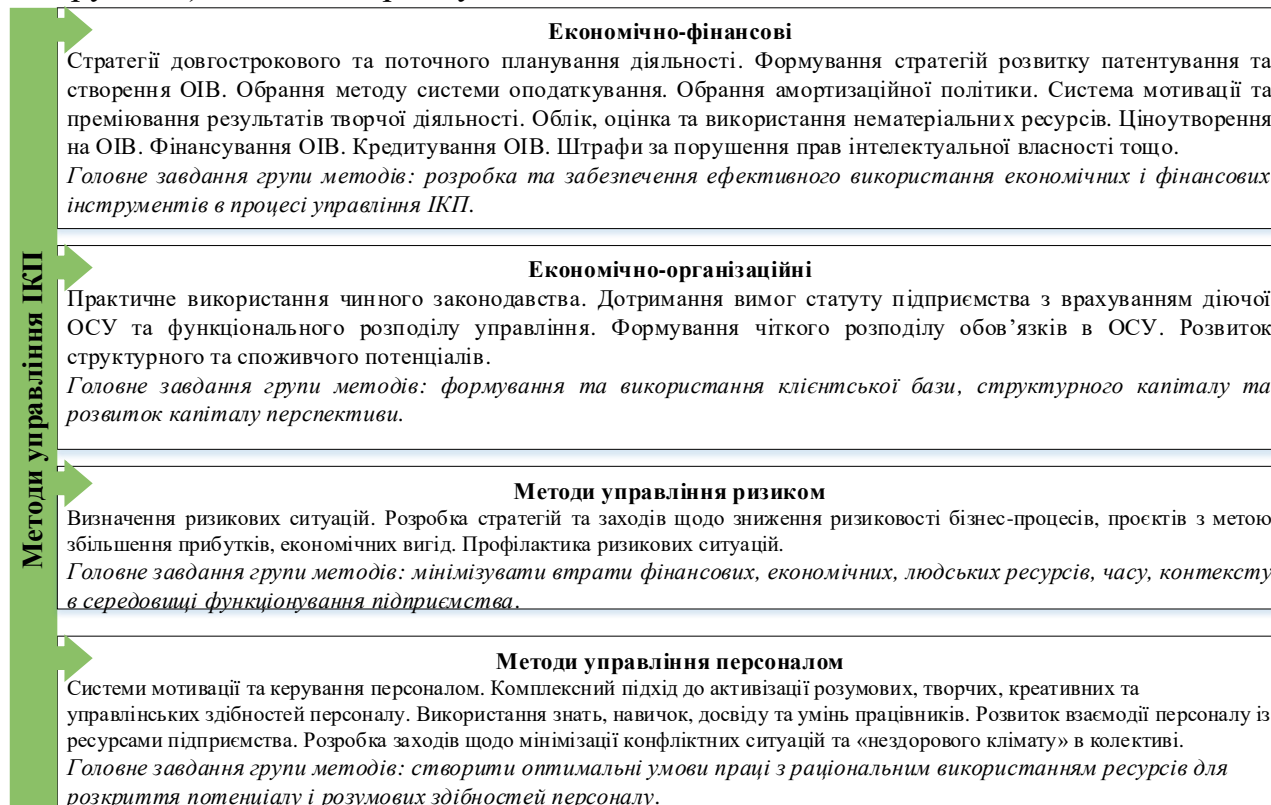 Методи управління ІКП
Економічно-фінансові
Стратегії довгострокового та поточного планування діяльності. Формування стратегій розвитку патентування та
створення ОІВ. Обрання методу системи оподаткування. Обрання амортизаційної політики. Система мотивації та
преміювання результатів творчої діяльності. Облік, оцінка та використання нематеріальних ресурсів. Ціноутворення
на ОІВ. Фінансування ОІВ. Кредитування ОІВ. Штрафи за порушення прав інтелектуальної власності тощо.
Головне завдання групи методів: розробка та забезпечення ефективного використання економічних і фінансових
інструментів в процесі управління ІКП.
Економічно-організаційні
Практичне використання чинного законодавства. Дотримання вимог статуту підприємства з врахуванням діючої
ОСУ та функціонального розподілу управління. Формування чіткого розподілу обов’язків в ОСУ. Розвиток
структурного та споживчого потенціалів.
Головне завдання групи методів: формування та використання клієнтської бази, структурного капіталу та
розвиток капіталу перспективи.
Методи управління ризиком
Визначення ризикових ситуацій. Розробка стратегій та заходів щодо зниження ризиковості бізнес-процесів, проєктів з метою
збільшення прибутків, економічних вигід. Профілактика ризикових ситуацій.
Головне завдання групи методів: мінімізувати втрати фінансових, економічних, людських ресурсів, часу, контексту
в середовищі функціонування підприємства.
Методи управління персоналом
Системи мотивації та керування персоналом. Комплексний підхід до активізації розумових, творчих, креативних та
управлінських здібностей персоналу. Використання знать, навичок, досвіду та умінь працівників. Розвиток взаємодії персоналу із
ресурсами підприємства. Розробка заходів щодо мінімізації конфліктних ситуацій та «нездорового клімату» в колективі.
Головне завдання групи методів: створити оптимальні умови праці з раціональним використанням ресурсів для
розкриття потенціалу і розумових здібностей персоналу.